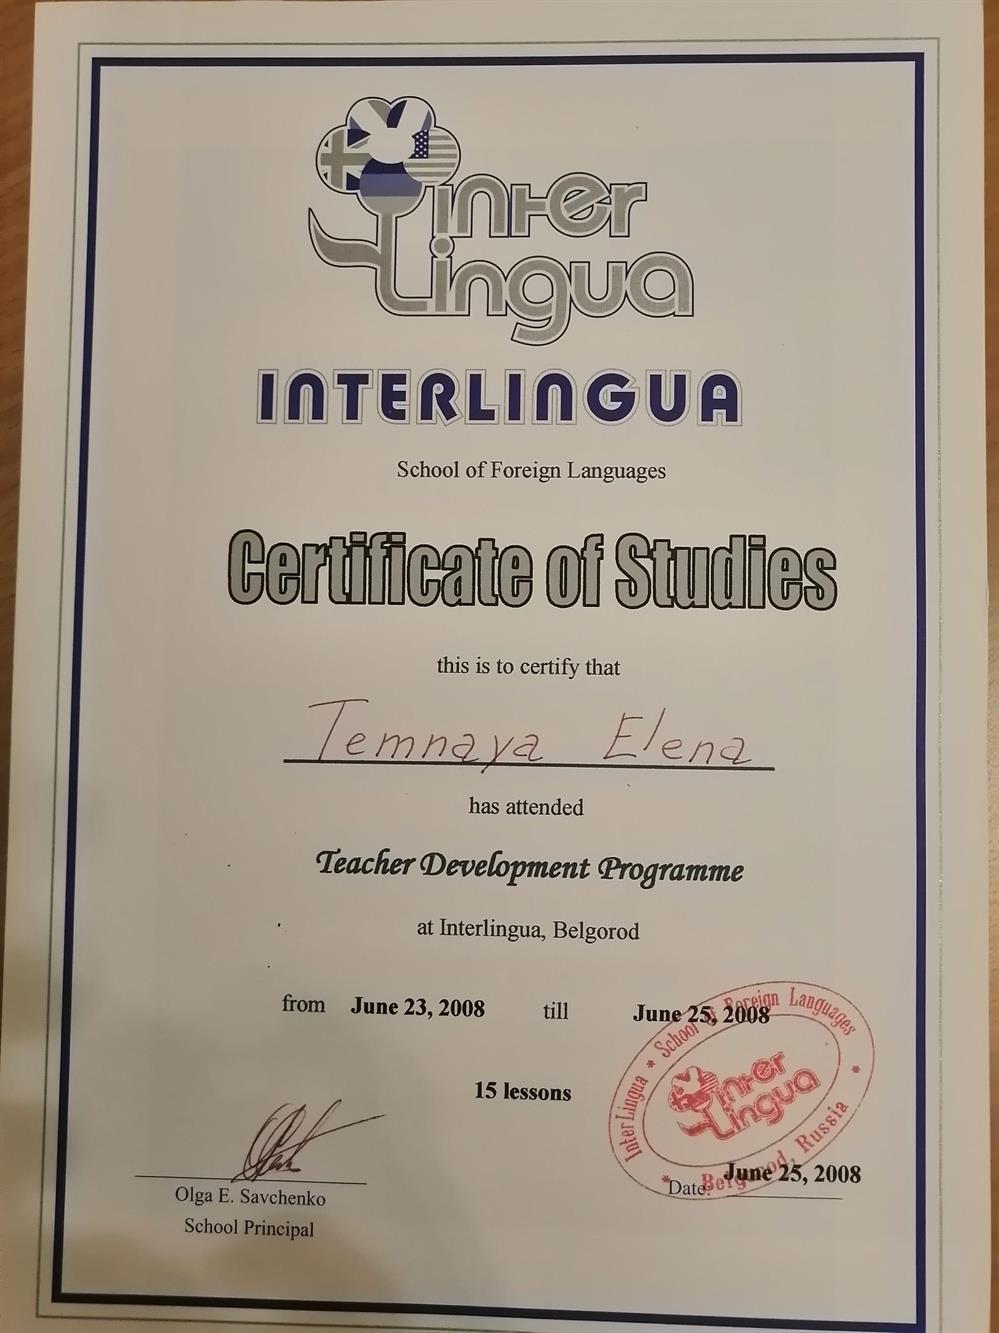 inter
Lingua
INTERLINGUA
School of Foreign Languages
Certificate of Studies
this is to certify that
Temnaya Elena
has attended
Teacher Development Programme
at Interlingua, Belgorod
from June 23, 2008 till June 25, 2008
15 lessons
InterLingua * School of Foreign Languages *
inter
Lingua
* Belgorod, Russia
Olga E. Savchenko
School Principal
Date: June 25, 2008